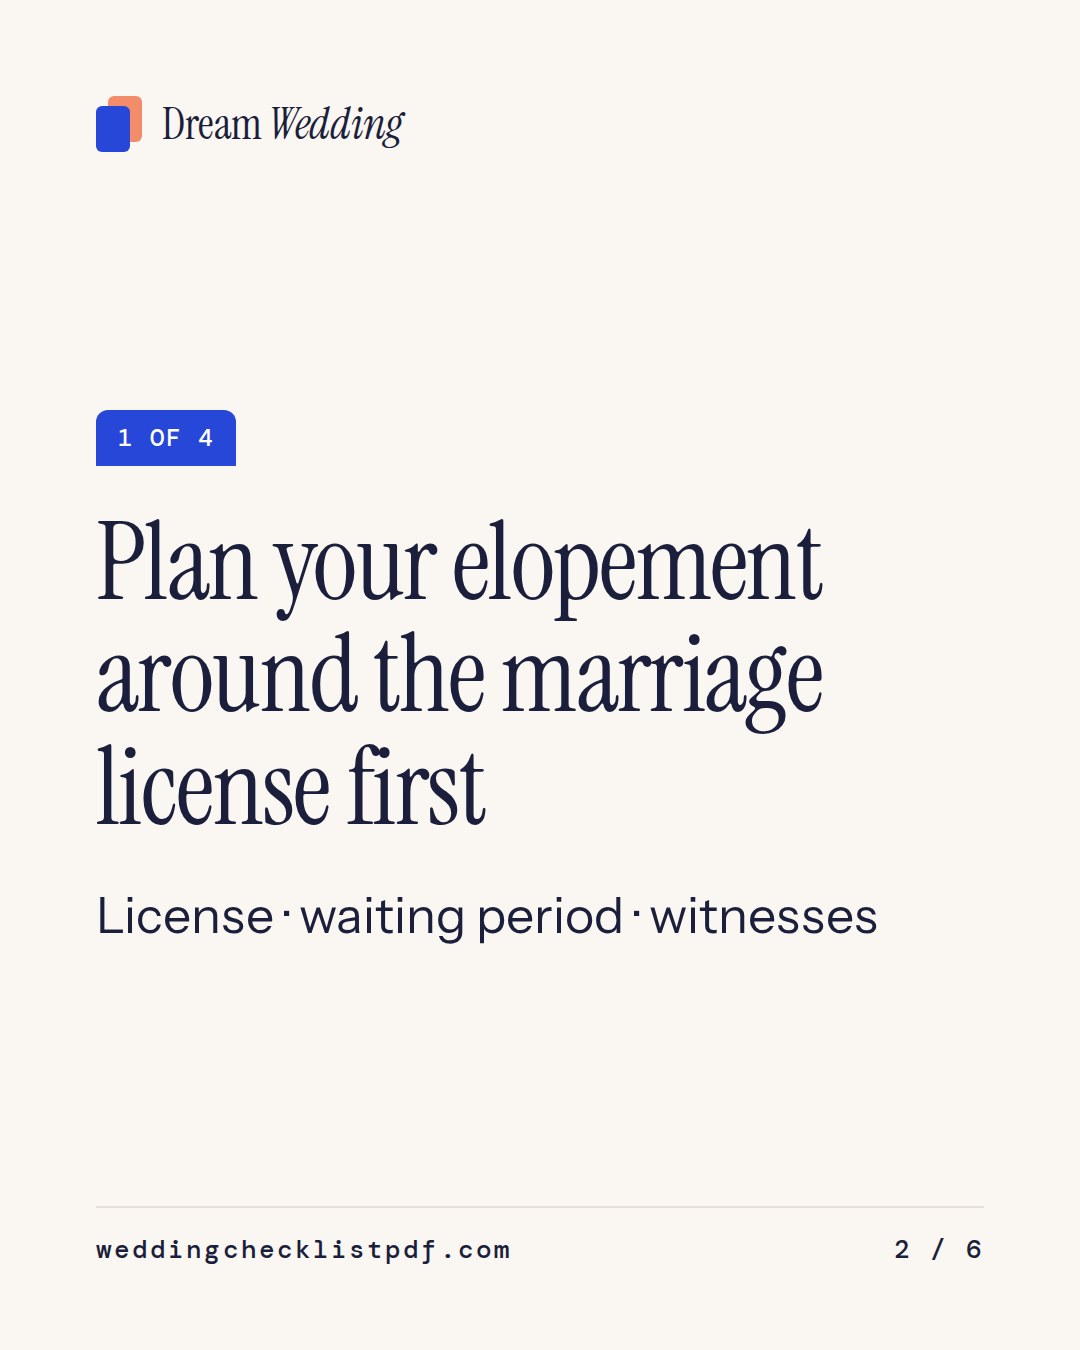 Dream Wedding
1 OF 4
Plan your elopement
around the marriage
license first
License · waiting period · witnesses
weddingchecklistpdf.com
2 / 6